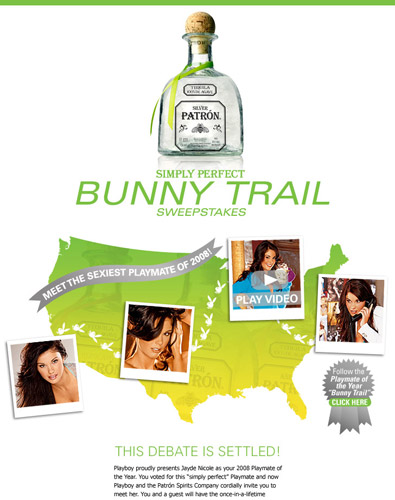 TEQUILA
SILVER
PATRÓN.
SIMPLY PERFECT
BUNNY TRAIL
SWEEPSTAKES
MEET THE SEXIEST PLAYMATE OF 2008!
PLAY VIDEO
PATRÓN
Follow the
Playmate of
the Year
"Bunny Trail"
CLICK HERE
THIS DEBATE IS SETTLED!
Playboy proudly presents Jayde Nicole as your 2008 Playmate of
the Year. You voted for this "simply perfect" Playmate and now
Playboy and the Patrón Spirits Company cordially invite you to
meet her. You and a guest will have the once-in-a-lifetime